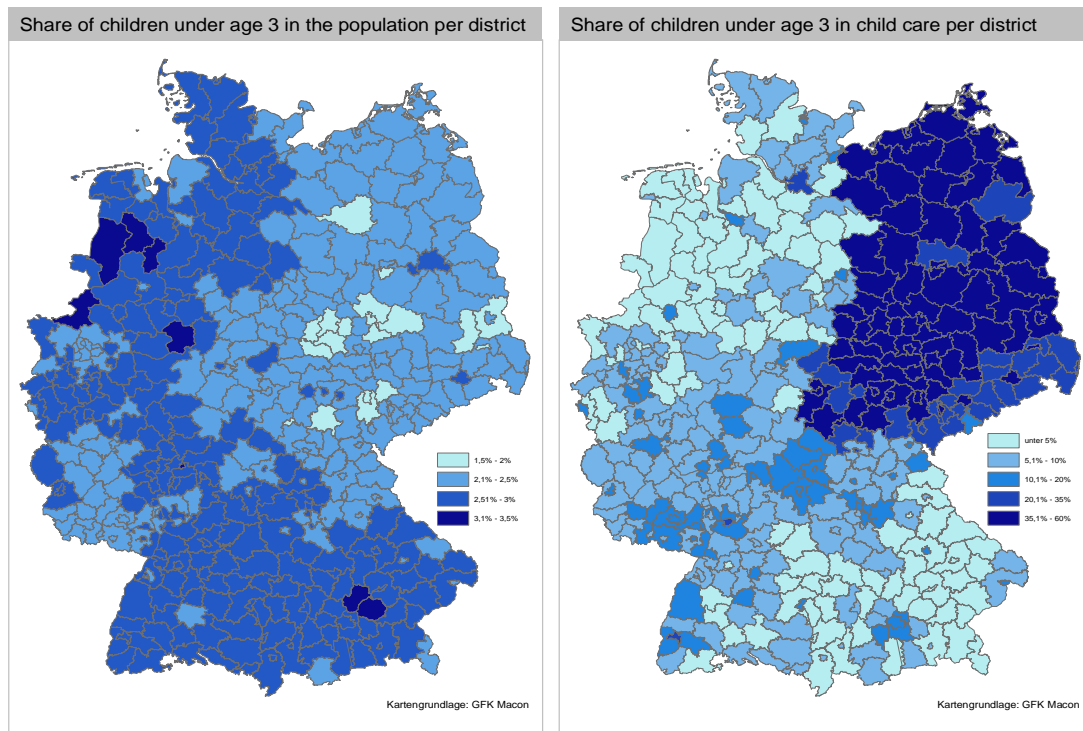 Share of children under age 3 in the population per district
1,5% - 2%
2,1% - 2,5%
2,51% - 3%
3,1% - 3,5%
Kartengrundlage: GFK Macon
Share of children under age 3 in child care per district
unter 5%
5,1% - 10%
10,1% - 20%
20,1% - 35%
35,1% - 60%
Kartengrundlage: GFK Macon